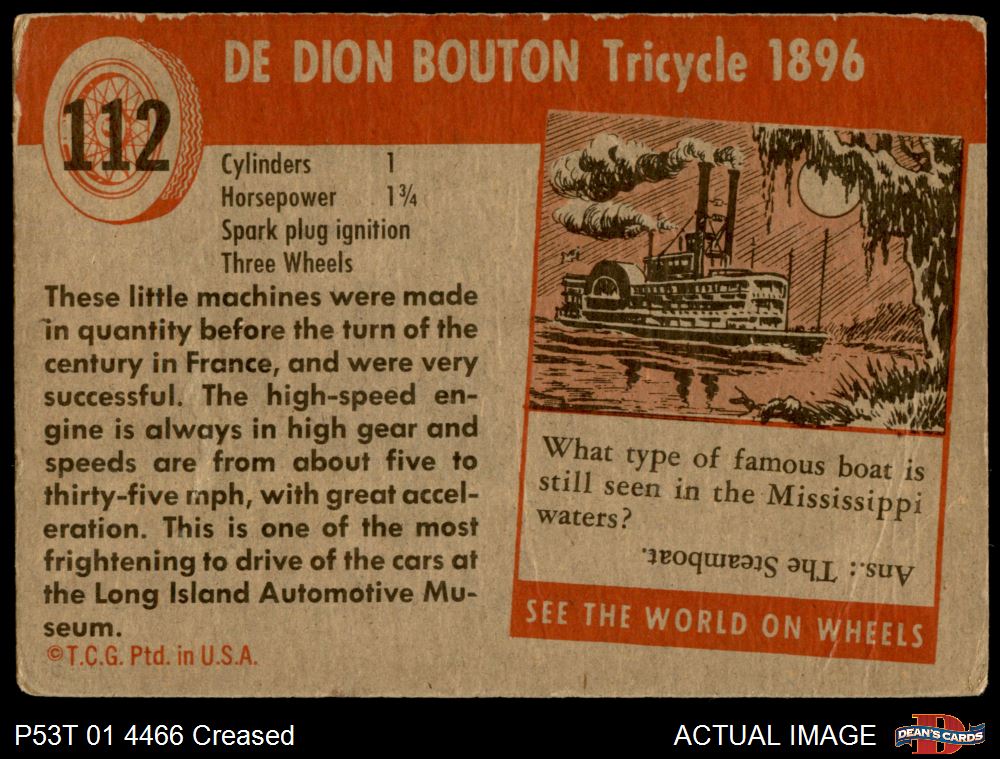 112
DE DION BOUTON Tricycle 1896
Cylinders 1
Horsepower 1¾
Spark plug ignition
Three Wheels
These little machines were made
in quantity before the turn of the
century in France, and were very
successful. The high-speed en-
gine is always in high gear and
speeds are from about five to
thirty-five mph, with great accel-
eration. This is one of the most
frightening to drive of the cars at
the Long Island Automotive Mu-
seum.
©T.C.G. Ptd. in U.S.A.
What type of famous boat is
still seen in the Mississippi
waters?
Ans.: The Steamboat.
SEE THE WORLD ON WHEELS
P53T 01 4466 Creased
ACTUAL IMAGE
DEAN'S CARDS